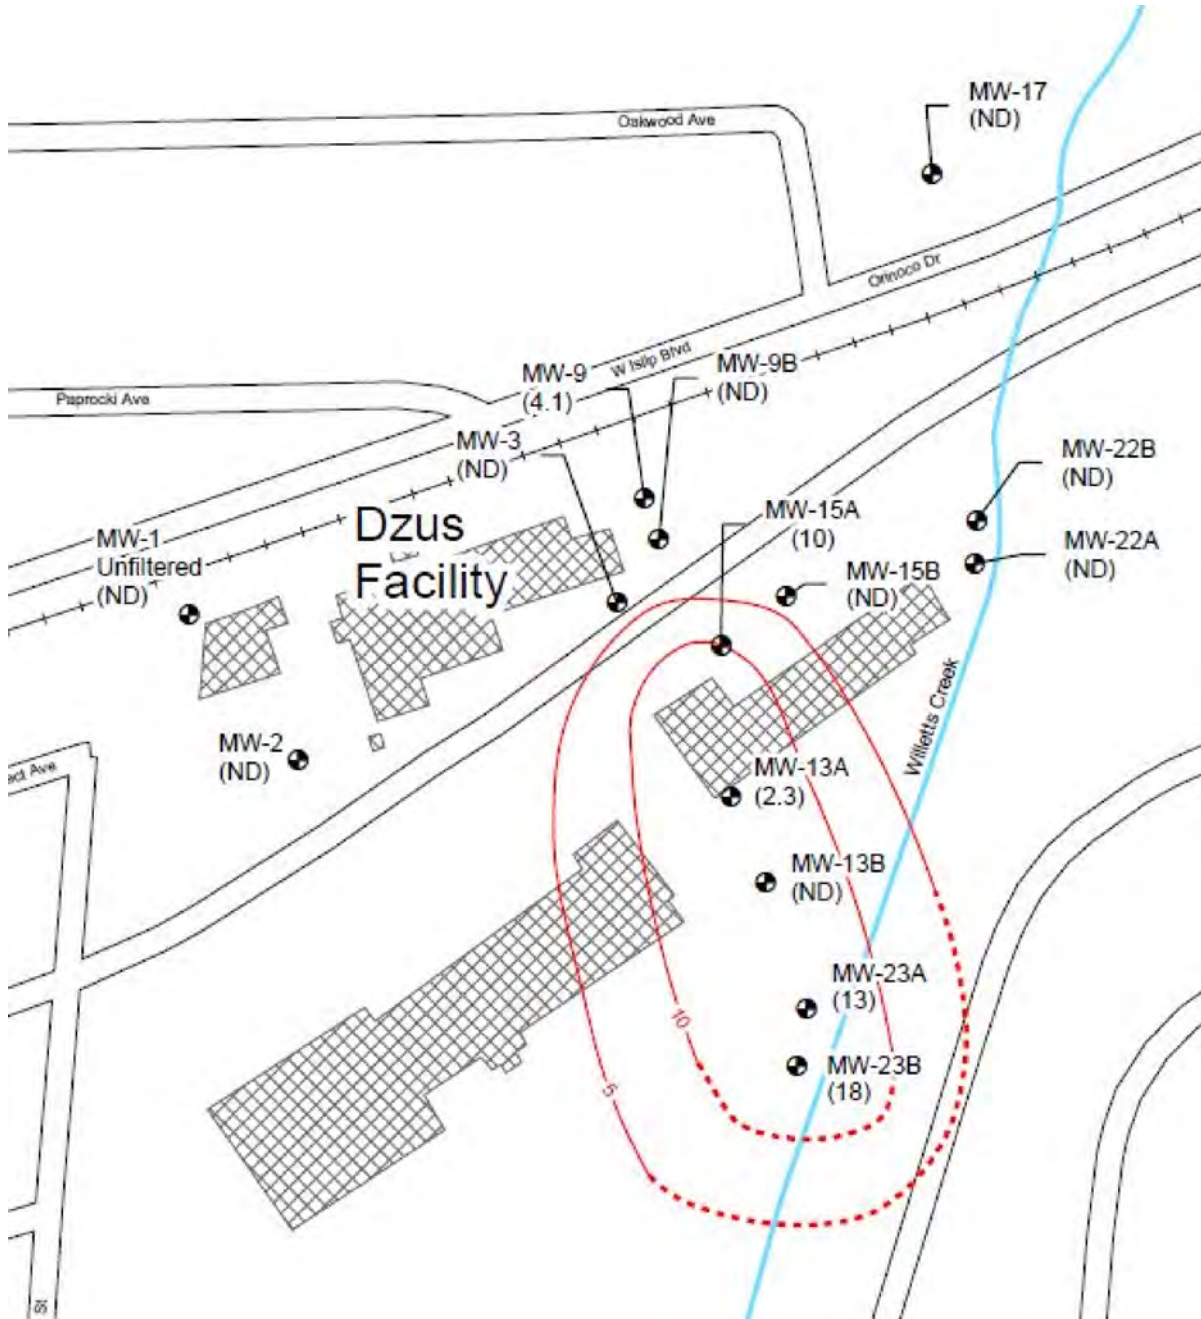 MW-17
(ND)
Oakwood Ave
Orinoco Dr
W Islip Blvd
MW-9
(4.1)
MW-9B
(ND)
Paprocki Ave
MW-3
(ND)
MW-22B
(ND)
Dzus
Facility
MW-15A
(10)
MW-1
Unfiltered
(ND)
MW-22A
(ND)
MW-15B
(ND)
Willetts Creek
MW-2
(ND)
ect Ave
MW-13A
(2.3)
MW-13B
(ND)
MW-23A
(13)
10
MW-23B
(18)
5
St